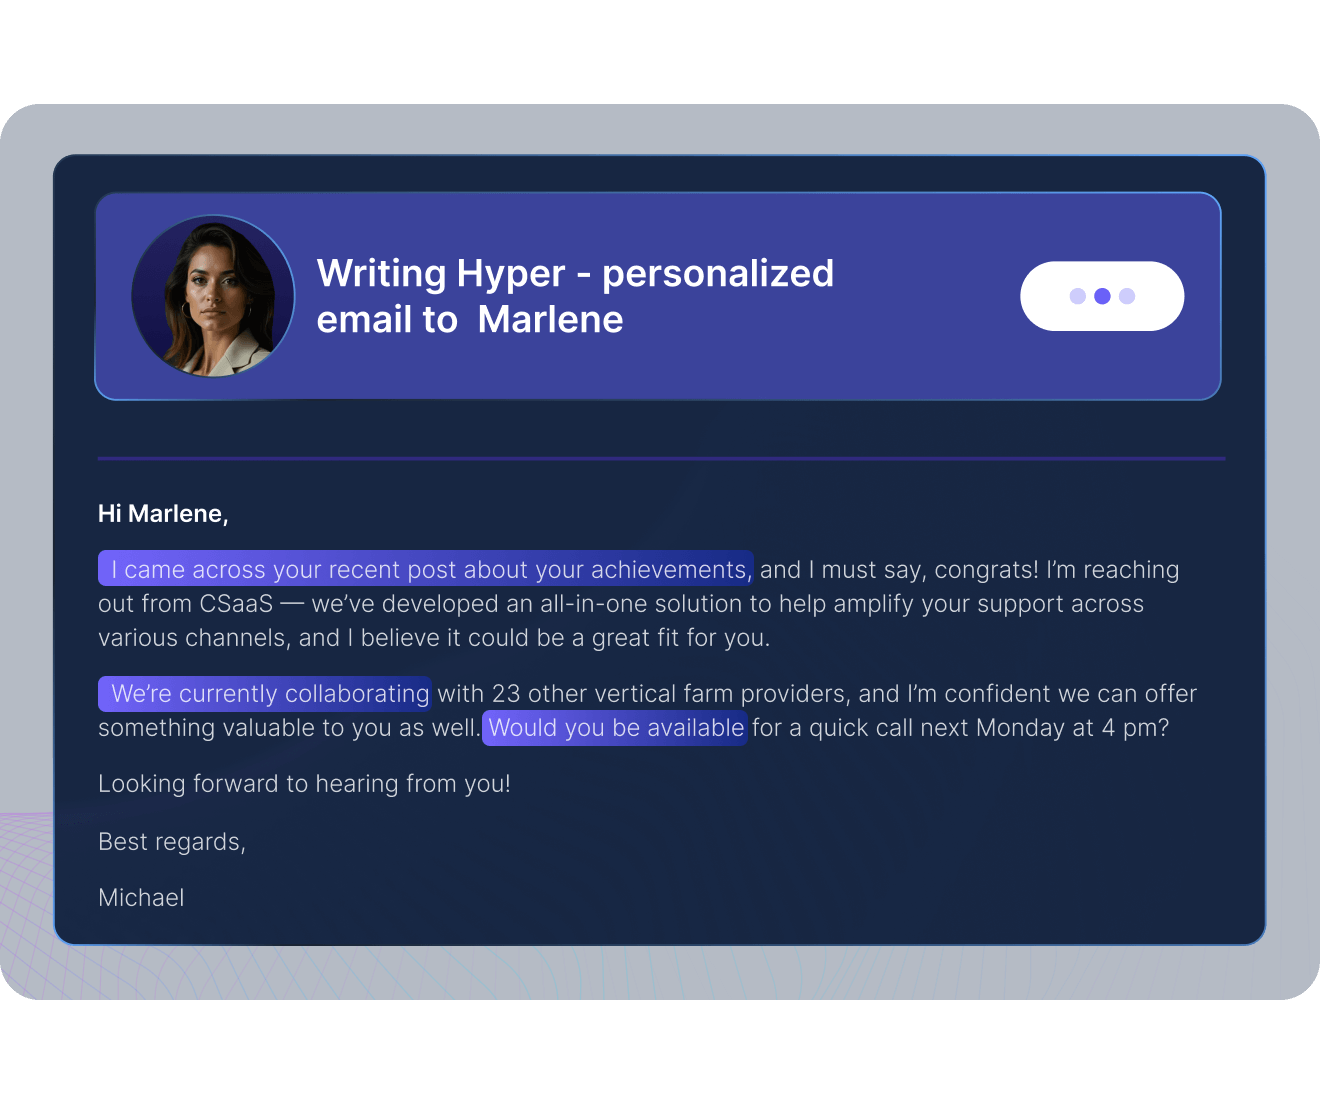 Writing Hyper - personalized
email to  Marlene
Hi Marlene,
I came across your recent post about your achievements, and I must say, congrats! I’m reaching
out from CSaaS — we’ve developed an all-in-one solution to help amplify your support across
various channels, and I believe it could be a great fit for you.
We’re currently collaborating with 23 other vertical farm providers, and I’m confident we can offer
something valuable to you as well. Would you be available for a quick call next Monday at 4 pm?
Looking forward to hearing from you!
Best regards,
Michael